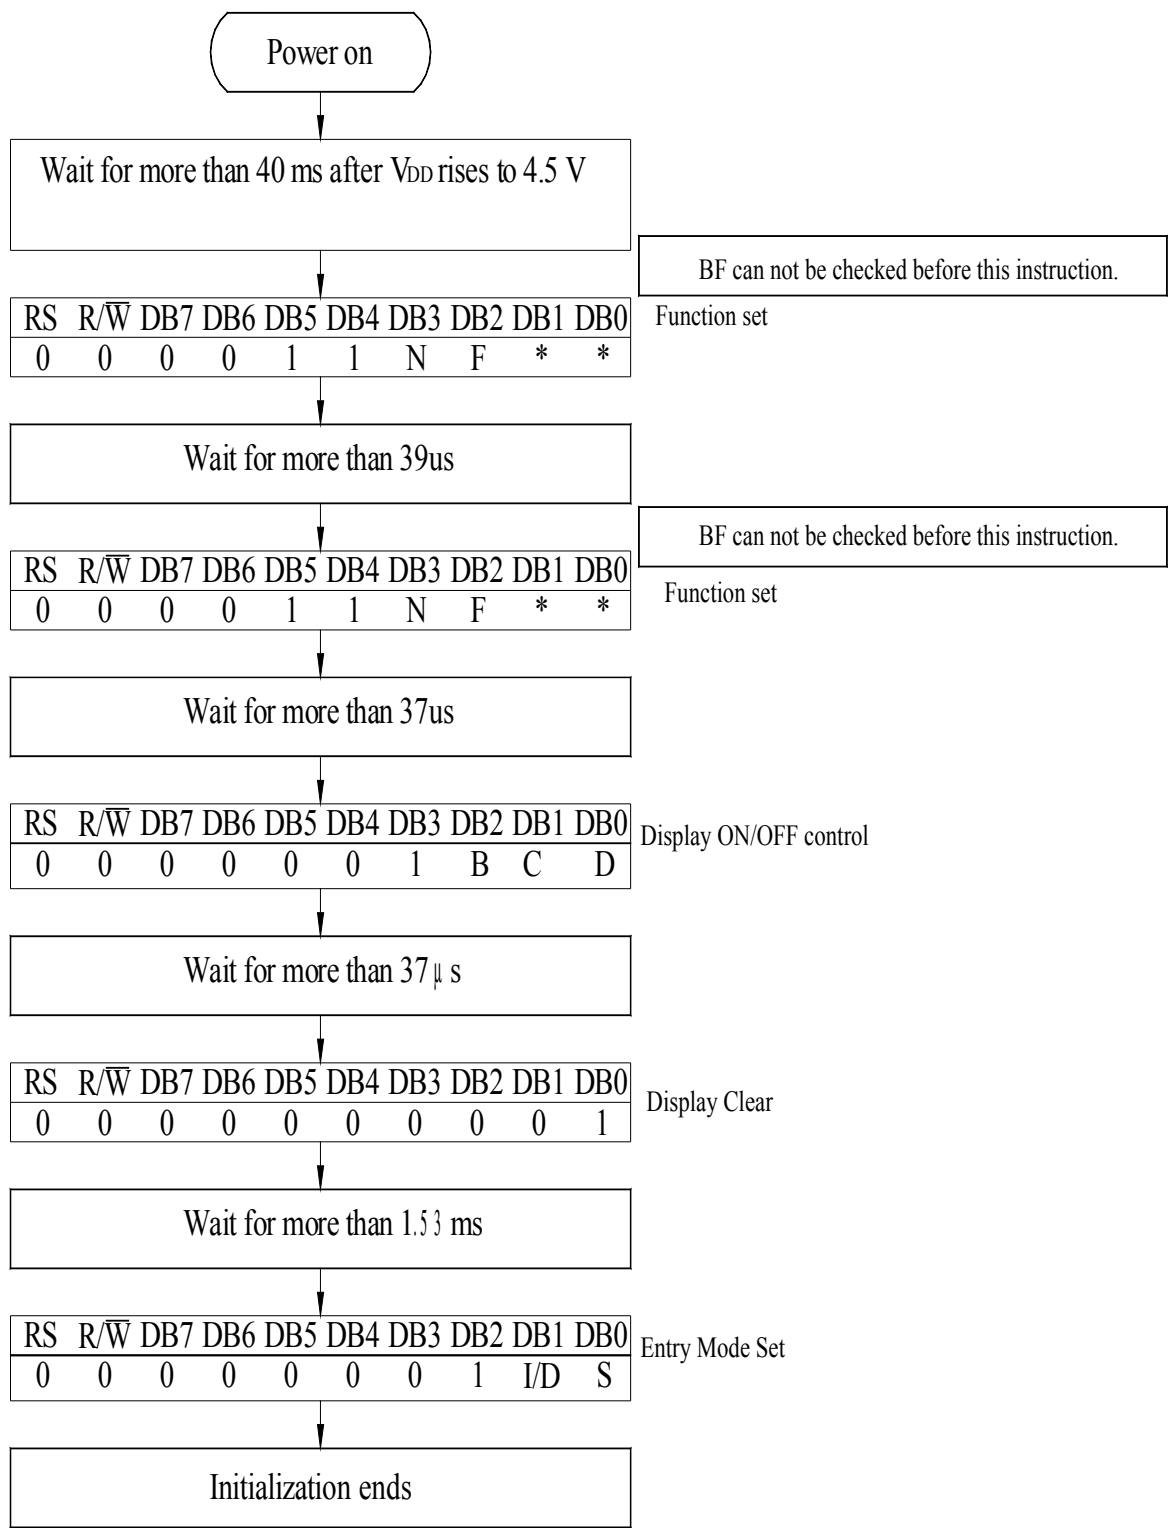 Power on
Wait for more than 40 ms after VDD rises to 4.5 V
BF can not be checked before this instruction.
RS R/W̅ DB7 DB6 DB5 DB4 DB3 DB2 DB1 DB0
Function set
0 0 0 0 1 1 N F * *
Wait for more than 39us
BF can not be checked before this instruction.
RS R/W̅ DB7 DB6 DB5 DB4 DB3 DB2 DB1 DB0
Function set
0 0 0 0 1 1 N F * *
Wait for more than 37us
RS R/W̅ DB7 DB6 DB5 DB4 DB3 DB2 DB1 DB0
Display ON/OFF control
0 0 0 0 0 0 1 B C D
Wait for more than 37μ s
RS R/W̅ DB7 DB6 DB5 DB4 DB3 DB2 DB1 DB0
Display Clear
0 0 0 0 0 0 0 0 0 1
Wait for more than 1.53 ms
RS R/W̅ DB7 DB6 DB5 DB4 DB3 DB2 DB1 DB0
Entry Mode Set
0 0 0 0 0 0 0 1 I/D S
Initialization ends